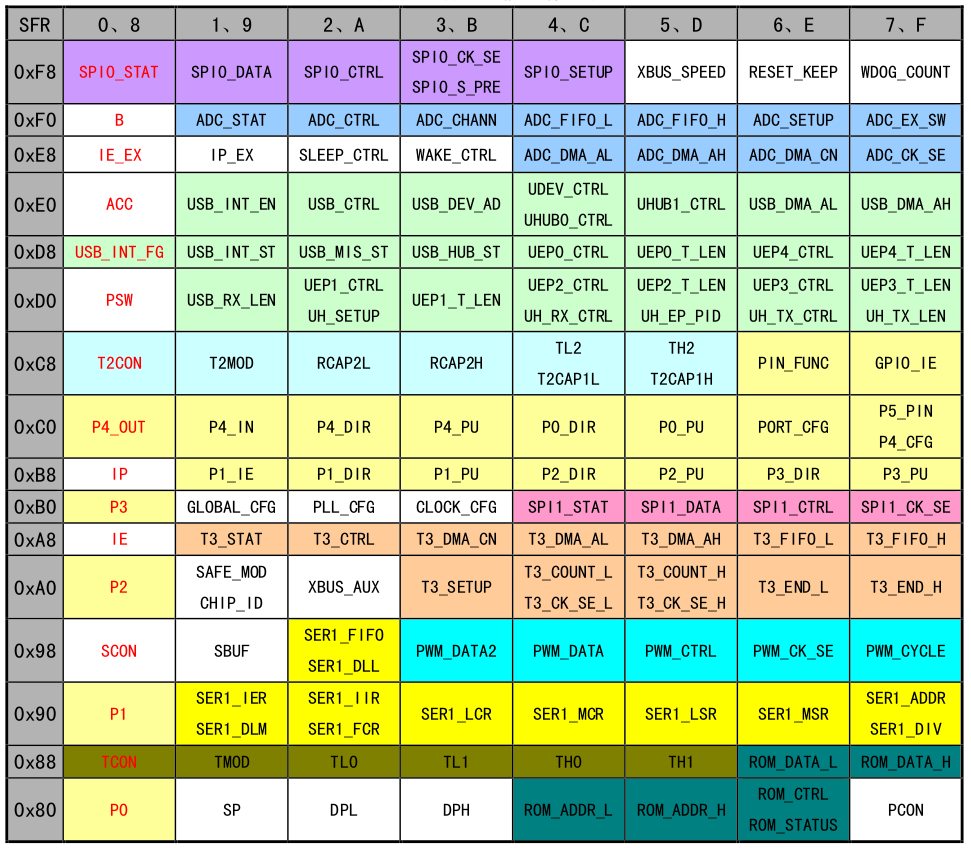 SFR 0、8 1、9 2、A 3、B 4、C 5、D 6、E 7、F
0xF8 SPI0_STAT SPI0_DATA SPI0_CTRL SPI0_CK_SE SPI0_S_PRE SPI0_SETUP XBUS_SPEED RESET_KEEP WDOG_COUNT
0xF0 B ADC_STAT ADC_CTRL ADC_CHANN ADC_FIFO_L ADC_FIFO_H ADC_SETUP ADC_EX_SW
0xE8 IE_EX IP_EX SLEEP_CTRL WAKE_CTRL ADC_DMA_AL ADC_DMA_AH ADC_DMA_CN ADC_CK_SE
0xE0 ACC USB_INT_EN USB_CTRL USB_DEV_AD UDEV_CTRL UHUB0_CTRL UHUB1_CTRL USB_DMA_AL USB_DMA_AH
0xD8 USB_INT_FG USB_INT_ST USB_MIS_ST USB_HUB_ST UEP0_CTRL UEP0_T_LEN UEP4_CTRL UEP4_T_LEN
0xD0 PSW USB_RX_LEN UEP1_CTRL UH_SETUP UEP1_T_LEN UEP2_CTRL UH_RX_CTRL UEP2_T_LEN UH_EP_PID UEP3_CTRL UH_TX_CTRL UEP3_T_LEN UH_TX_LEN
0xC8 T2CON T2MOD RCAP2L RCAP2H TL2 T2CAP1L TH2 T2CAP1H PIN_FUNC GPIO_IE
0xC0 P4_OUT P4_IN P4_DIR P4_PU P0_DIR P0_PU PORT_CFG P5_PIN P4_CFG
0xB8 IP P1_IE P1_DIR P1_PU P2_DIR P2_PU P3_DIR P3_PU
0xB0 P3 GLOBAL_CFG PLL_CFG CLOCK_CFG SPI1_STAT SPI1_DATA SPI1_CTRL SPI1_CK_SE
0xA8 IE T3_STAT T3_CTRL T3_DMA_CN T3_DMA_AL T3_DMA_AH T3_FIFO_L T3_FIFO_H
0xA0 P2 SAFE_MOD CHIP_ID XBUS_AUX T3_SETUP T3_COUNT_L T3_CK_SE_L T3_COUNT_H T3_CK_SE_H T3_END_L T3_END_H
0x98 SCON SBUF SER1_FIFO SER1_DLL PWM_DATA2 PWM_DATA PWM_CTRL PWM_CK_SE PWM_CYCLE
0x90 P1 SER1_IER SER1_DLM SER1_IIR SER1_FCR SER1_LCR SER1_MCR SER1_LSR SER1_MSR SER1_ADDR SER1_DIV
0x88 TCON TMOD TL0 TL1 TH0 TH1 ROM_DATA_L ROM_DATA_H
0x80 P0 SP DPL DPH ROM_ADDR_L ROM_ADDR_H ROM_CTRL ROM_STATUS PCON